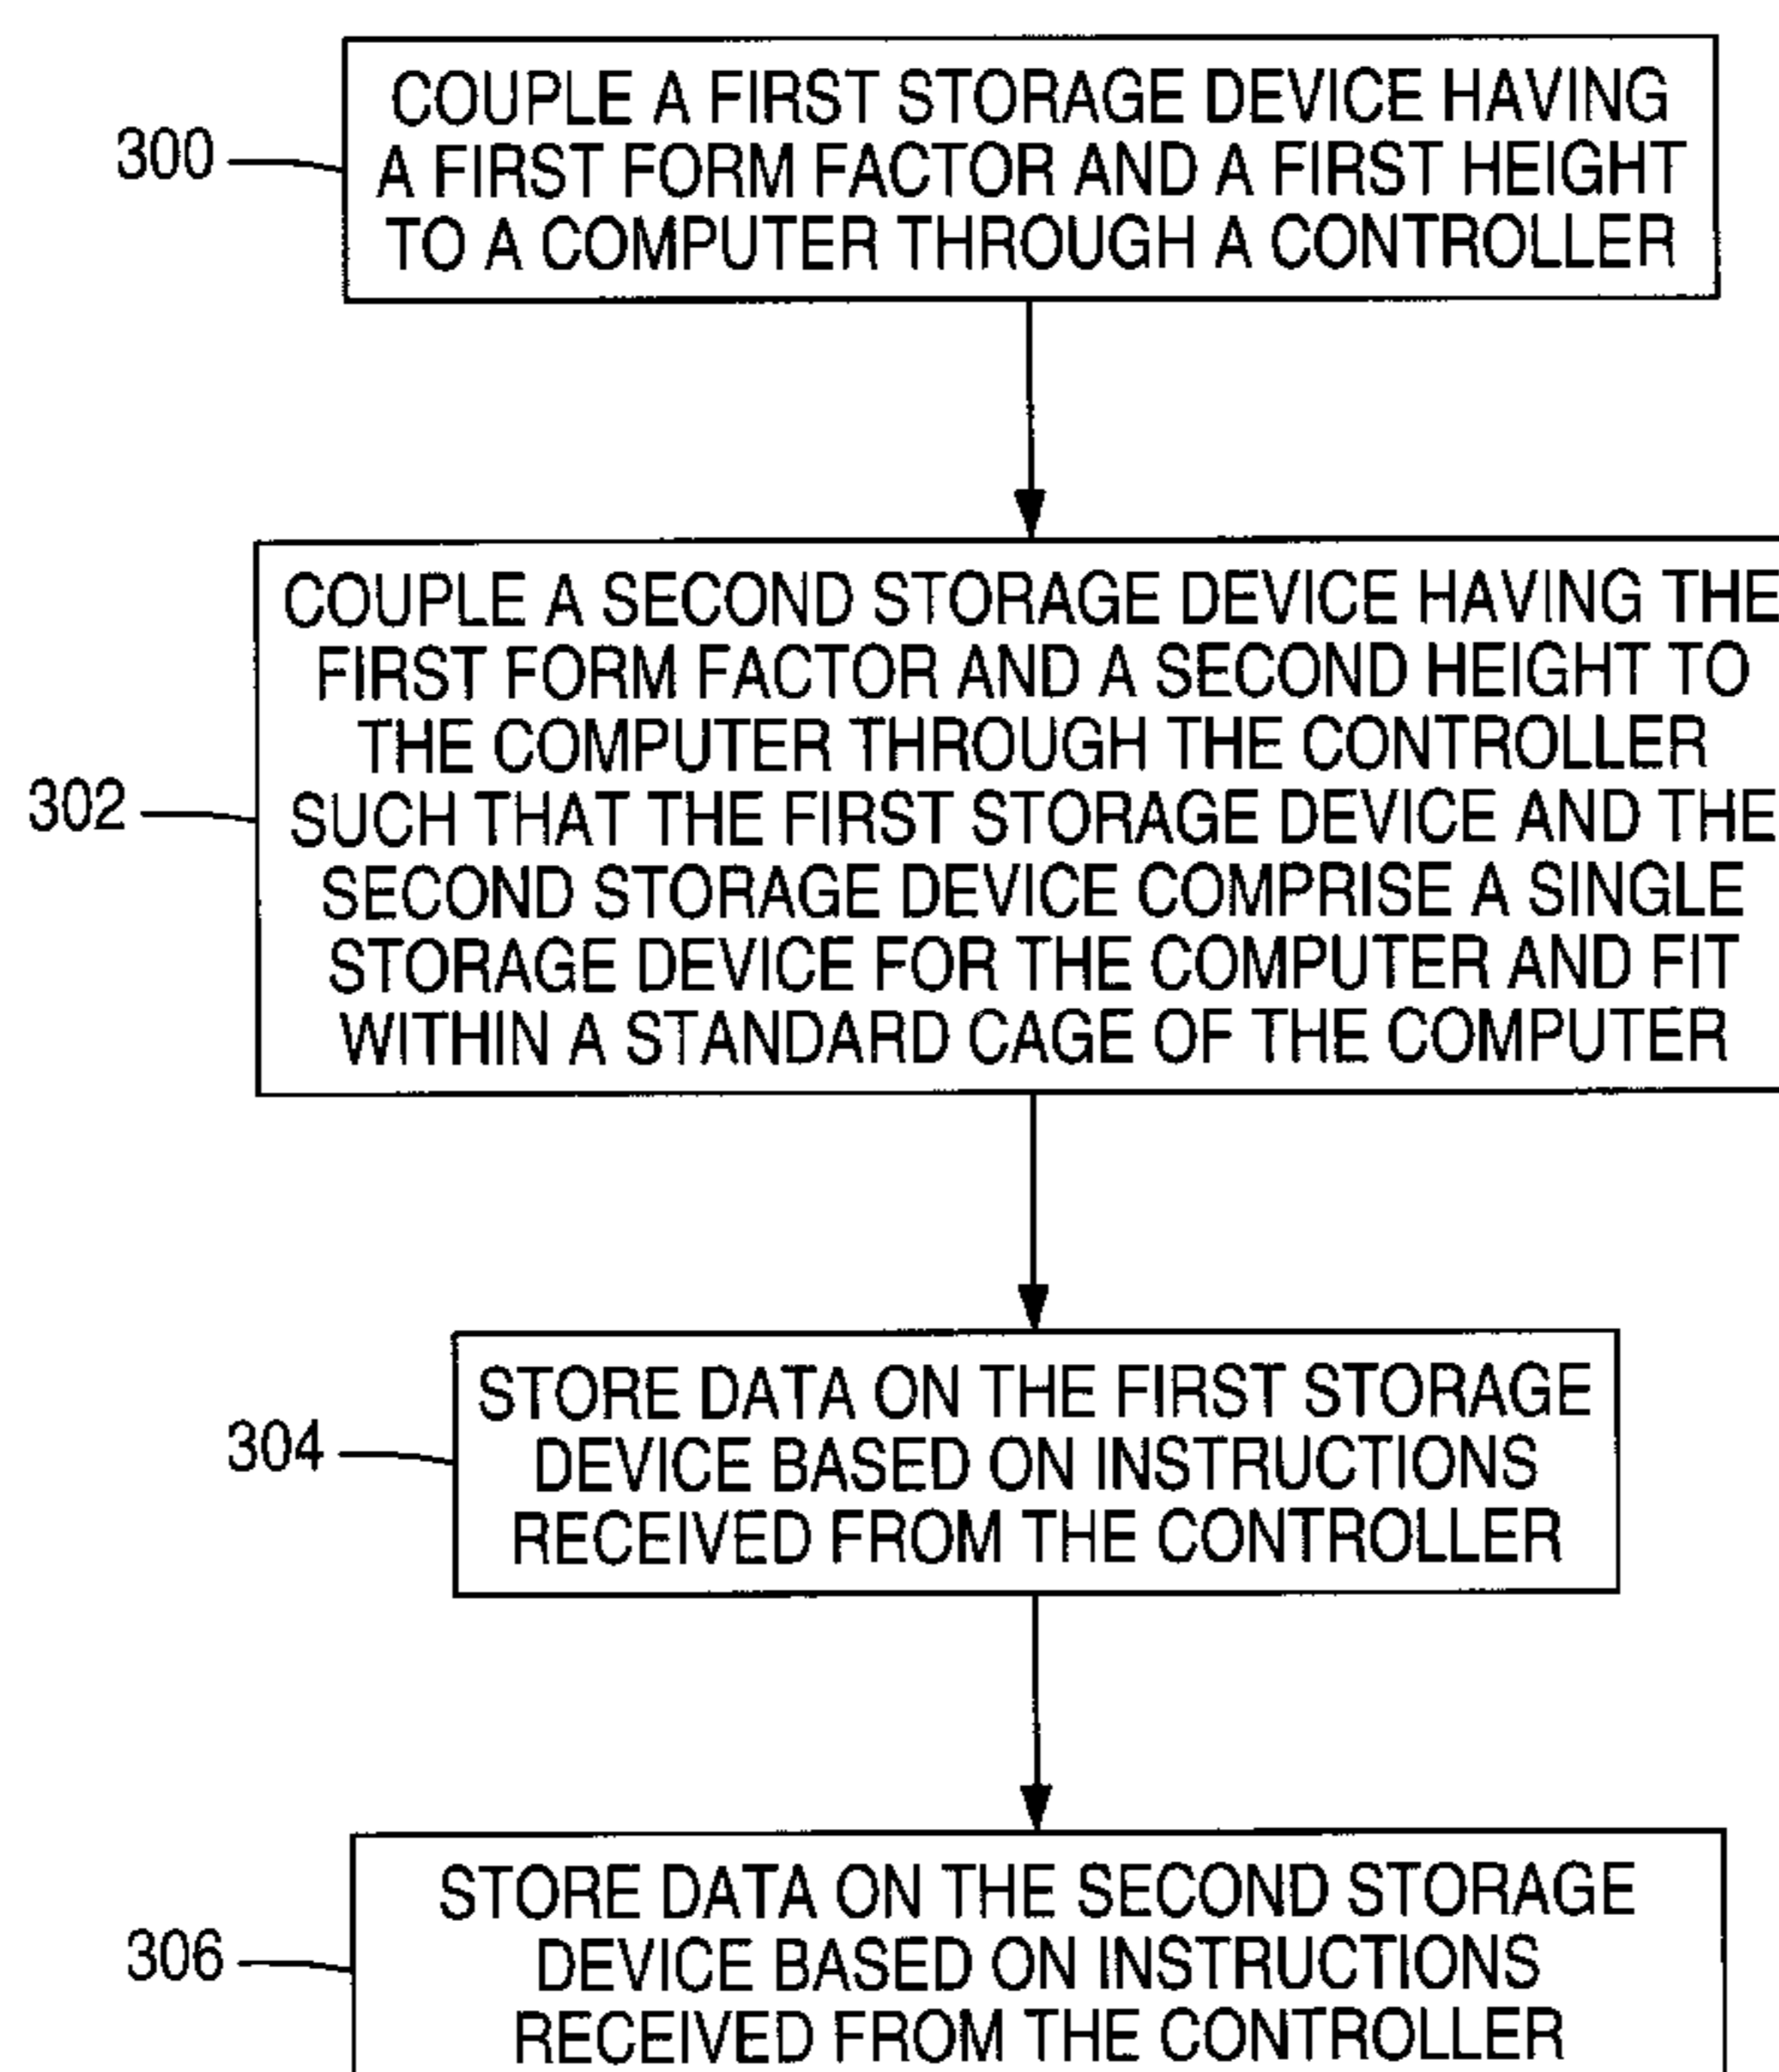 COUPLE A FIRST STORAGE DEVICE HAVING
300
A FIRST FORM FACTOR AND A FIRST HEIGHT
TO A COMPUTER THROUGH A CONTROLLER
COUPLE A SECOND STORAGE DEVICE HAVING THE
FIRST FORM FACTOR AND A SECOND HEIGHT TO
THE COMPUTER THROUGH THE CONTROLLER
302
SUCH THAT THE FIRST STORAGE DEVICE AND THE
SECOND STORAGE DEVICE COMPRISE A SINGLE
STORAGE DEVICE FOR THE COMPUTER AND FIT
WITHIN A STANDARD CAGE OF THE COMPUTER
STORE DATA ON THE FIRST STORAGE
304
DEVICE BASED ON INSTRUCTIONS
RECEIVED FROM THE CONTROLLER
STORE DATA ON THE SECOND STORAGE
306
DEVICE BASED ON INSTRUCTIONS
RECEIVED FROM THE CONTROLLER